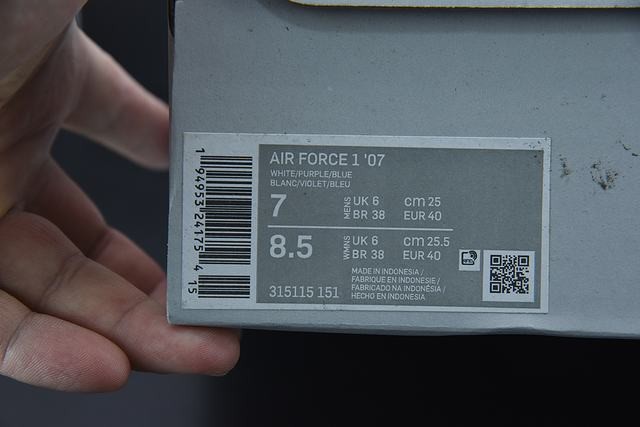 AIR FORCE 1 '07
WHITE/PURPLE/BLUE
BLANC/VIOLET/BLEU
7 MENS UK 6 cm 25
BR 38 EUR 40
8.5 WMNS UK 6 cm 25.5
BR 38 EUR 40
MADE IN INDONESIA /
FABRIQUE EN INDONESIE /
FABRICADO NA INDONÉSIA /
HECHO EN INDONESIA
315115 151
1 94953 24175 4 15